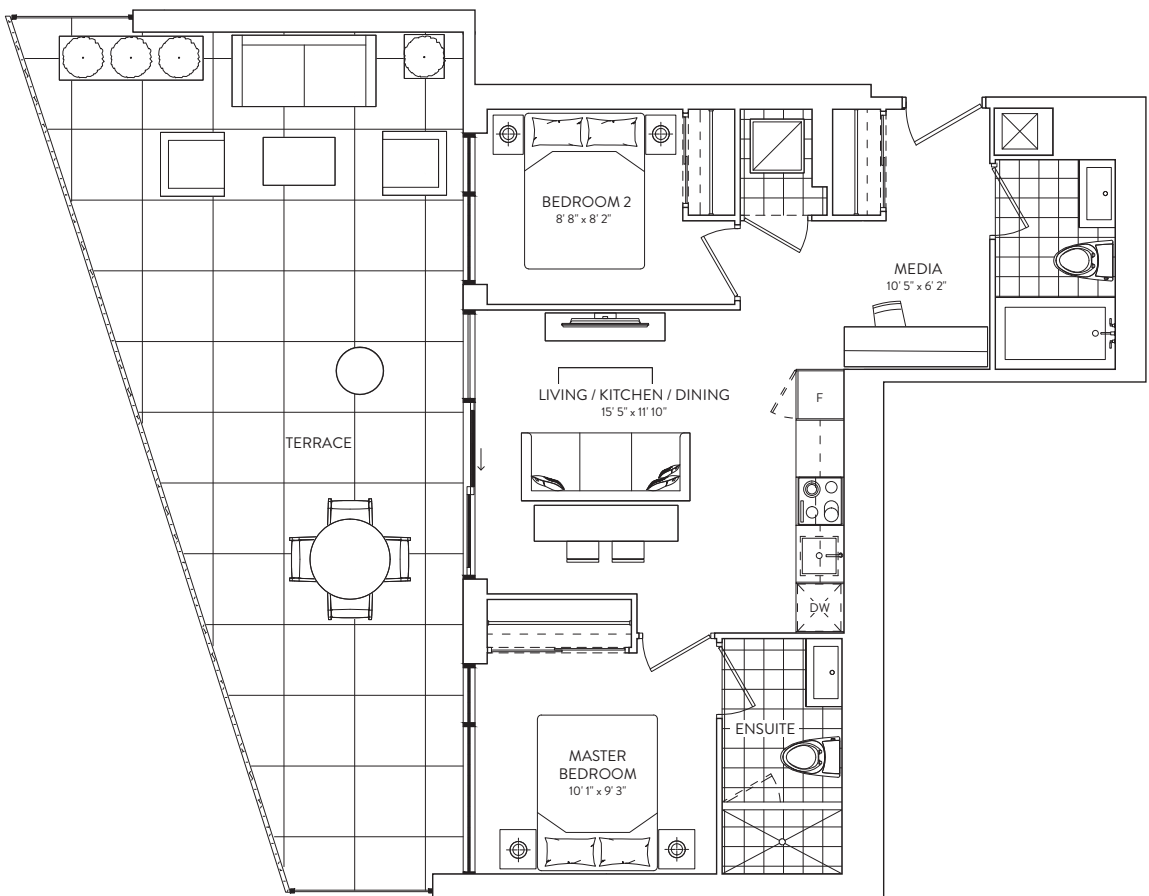 BEDROOM 2
8' 8" x 8' 2"
MEDIA
10' 5" x 6' 2"
LIVING / KITCHEN / DINING
15' 5" x 11' 10"
F
TERRACE
DW
ENSUITE
MASTER
BEDROOM
10' 1" x 9' 3"